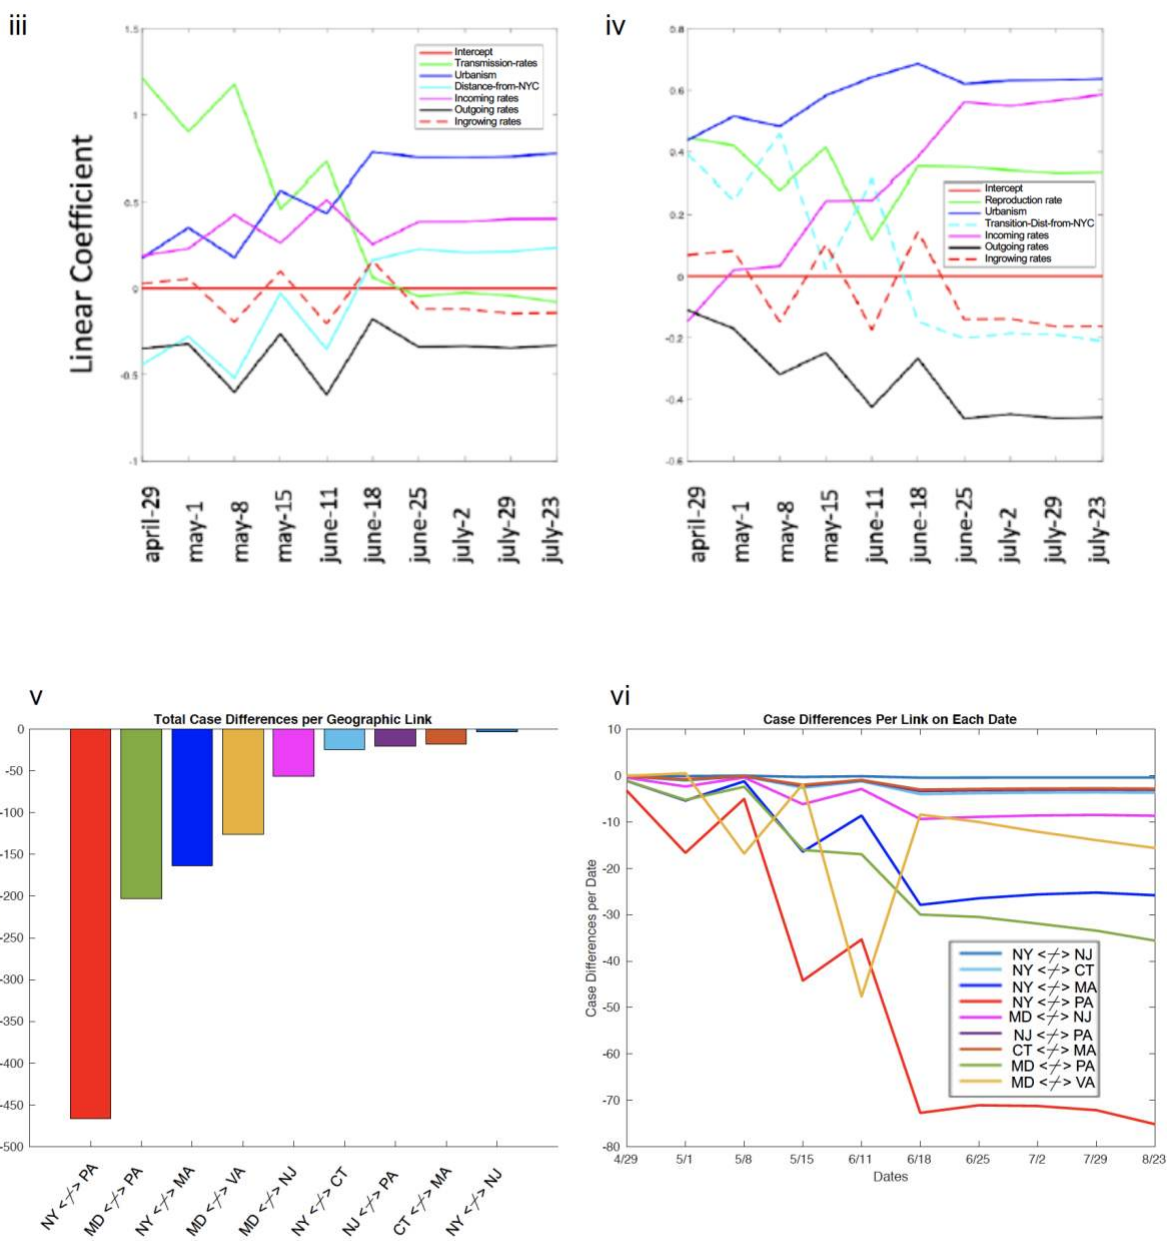 iii
1.5
1
0.5
0
-0.5
-1
Linear Coefficient
Intercept
Transmission-rates
Urbanism
Distance-from-NYC
Incoming rates
Outgoing rates
Ingrowing rates
april-29
may-1
may-8
may-15
june-11
june-18
june-25
july-2
july-29
july-23
iv
0.8
0.6
0.4
0.2
0
-0.2
-0.4
-0.6
Intercept
Reproduction rate
Urbanism
Transition-Dist-from-NYC
Incoming rates
Outgoing rates
Ingrowing rates
april-29
may-1
may-8
may-15
june-11
june-18
june-25
july-2
july-29
july-23
v
Total Case Differences per Geographic Link
0
-50
-100
-150
-200
-250
-300
-350
-400
-450
-500
NY <-/-> PA
MD <-/-> PA
NY <-/-> MA
MD <-/-> VA
MD <-/-> NJ
NY <-/-> CT
NJ <-/-> PA
CT <-/-> MA
NY <-/-> NJ
vi
Case Differences Per Link on Each Date
10
0
-10
-20
-30
-40
-50
-60
-70
-80
Case Differences per Date
NY <-/-> NJ
NY <-/-> CT
NY <-/-> MA
NY <-/-> PA
MD <-/-> NJ
NJ <-/-> PA
CT <-/-> MA
MD <-/-> PA
MD <-/-> VA
4/29
5/1
5/8
5/15
6/11
6/18
6/25
7/2
7/29
8/23
Dates